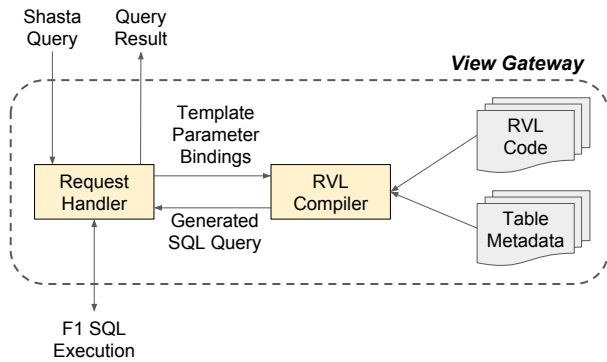 Shasta
Query
Query
Result
View Gateway
Template
Parameter
Bindings
RVL
Code
Request
Handler
RVL
Compiler
Generated
SQL Query
Table
Metadata
F1 SQL
Execution